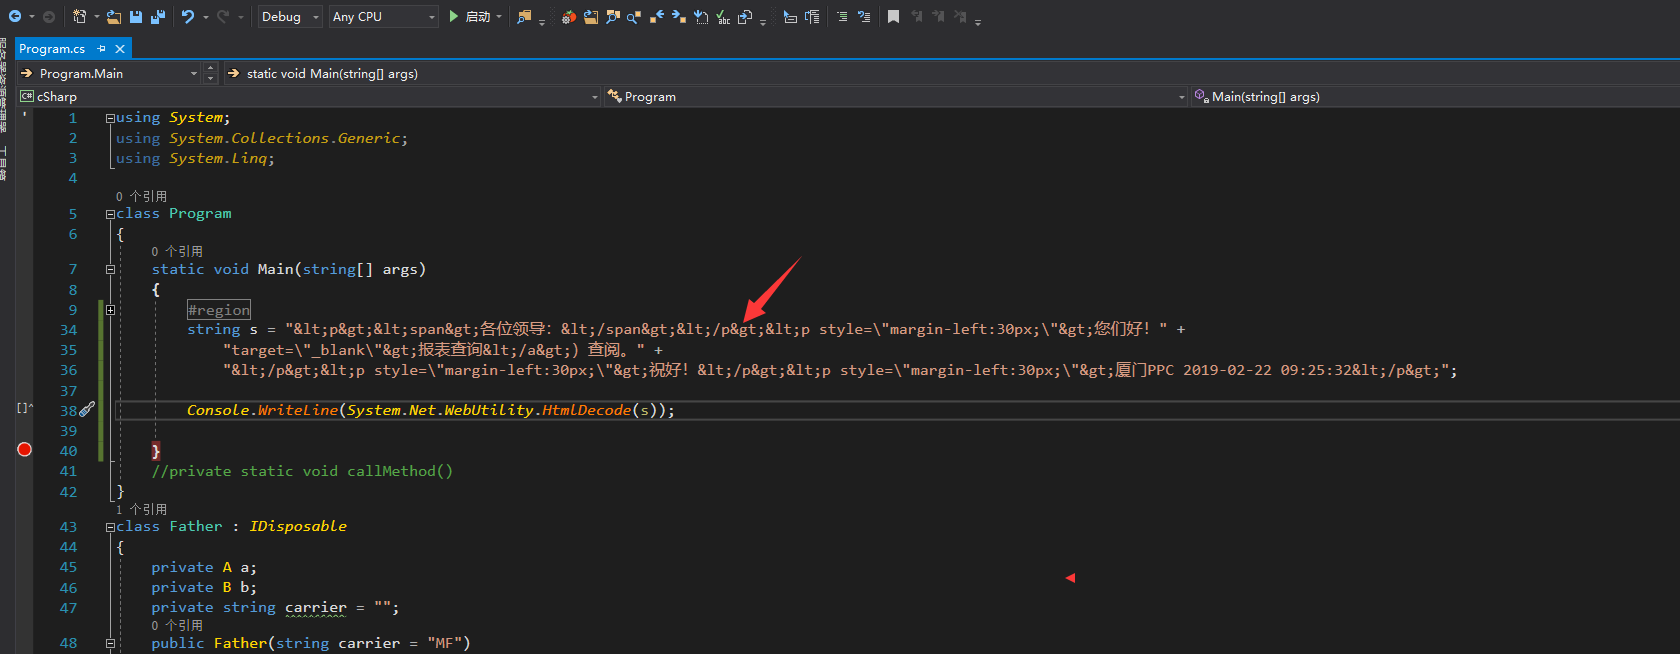 Debug Any CPU 启动
Program.cs
Program.Main static void Main(string[] args)
C# cSharp Program Main(string[] args)
1 using System;
2 using System.Collections.Generic;
3 using System.Linq;
4
0 个引用
5 class Program
6 {
0 个引用
7 static void Main(string[] args)
8 {
9 #region
34 string s = "&lt;p&gt;&lt;span&gt;各位领导：&lt;/span&gt;&lt;/p&gt;&lt;p style=\"margin-left:30px;\"&gt;您们好！" +
35 "target=\"_blank\"&gt;报表查询&lt;/a&gt;）查阅。" +
36 "&lt;/p&gt;&lt;p style=\"margin-left:30px;\"&gt;祝好！&lt;/p&gt;&lt;p style=\"margin-left:30px;\"&gt;厦门PPC 2019-02-22 09:25:32&lt;/p&gt;";
37
38 Console.WriteLine(System.Net.WebUtility.HtmlDecode(s));
39
40 }
41 //private static void callMethod()
42 }
1 个引用
43 class Father : IDisposable
44 {
45 private A a;
46 private B b;
47 private string carrier = "";
0 个引用
48 public Father(string carrier = "MF")